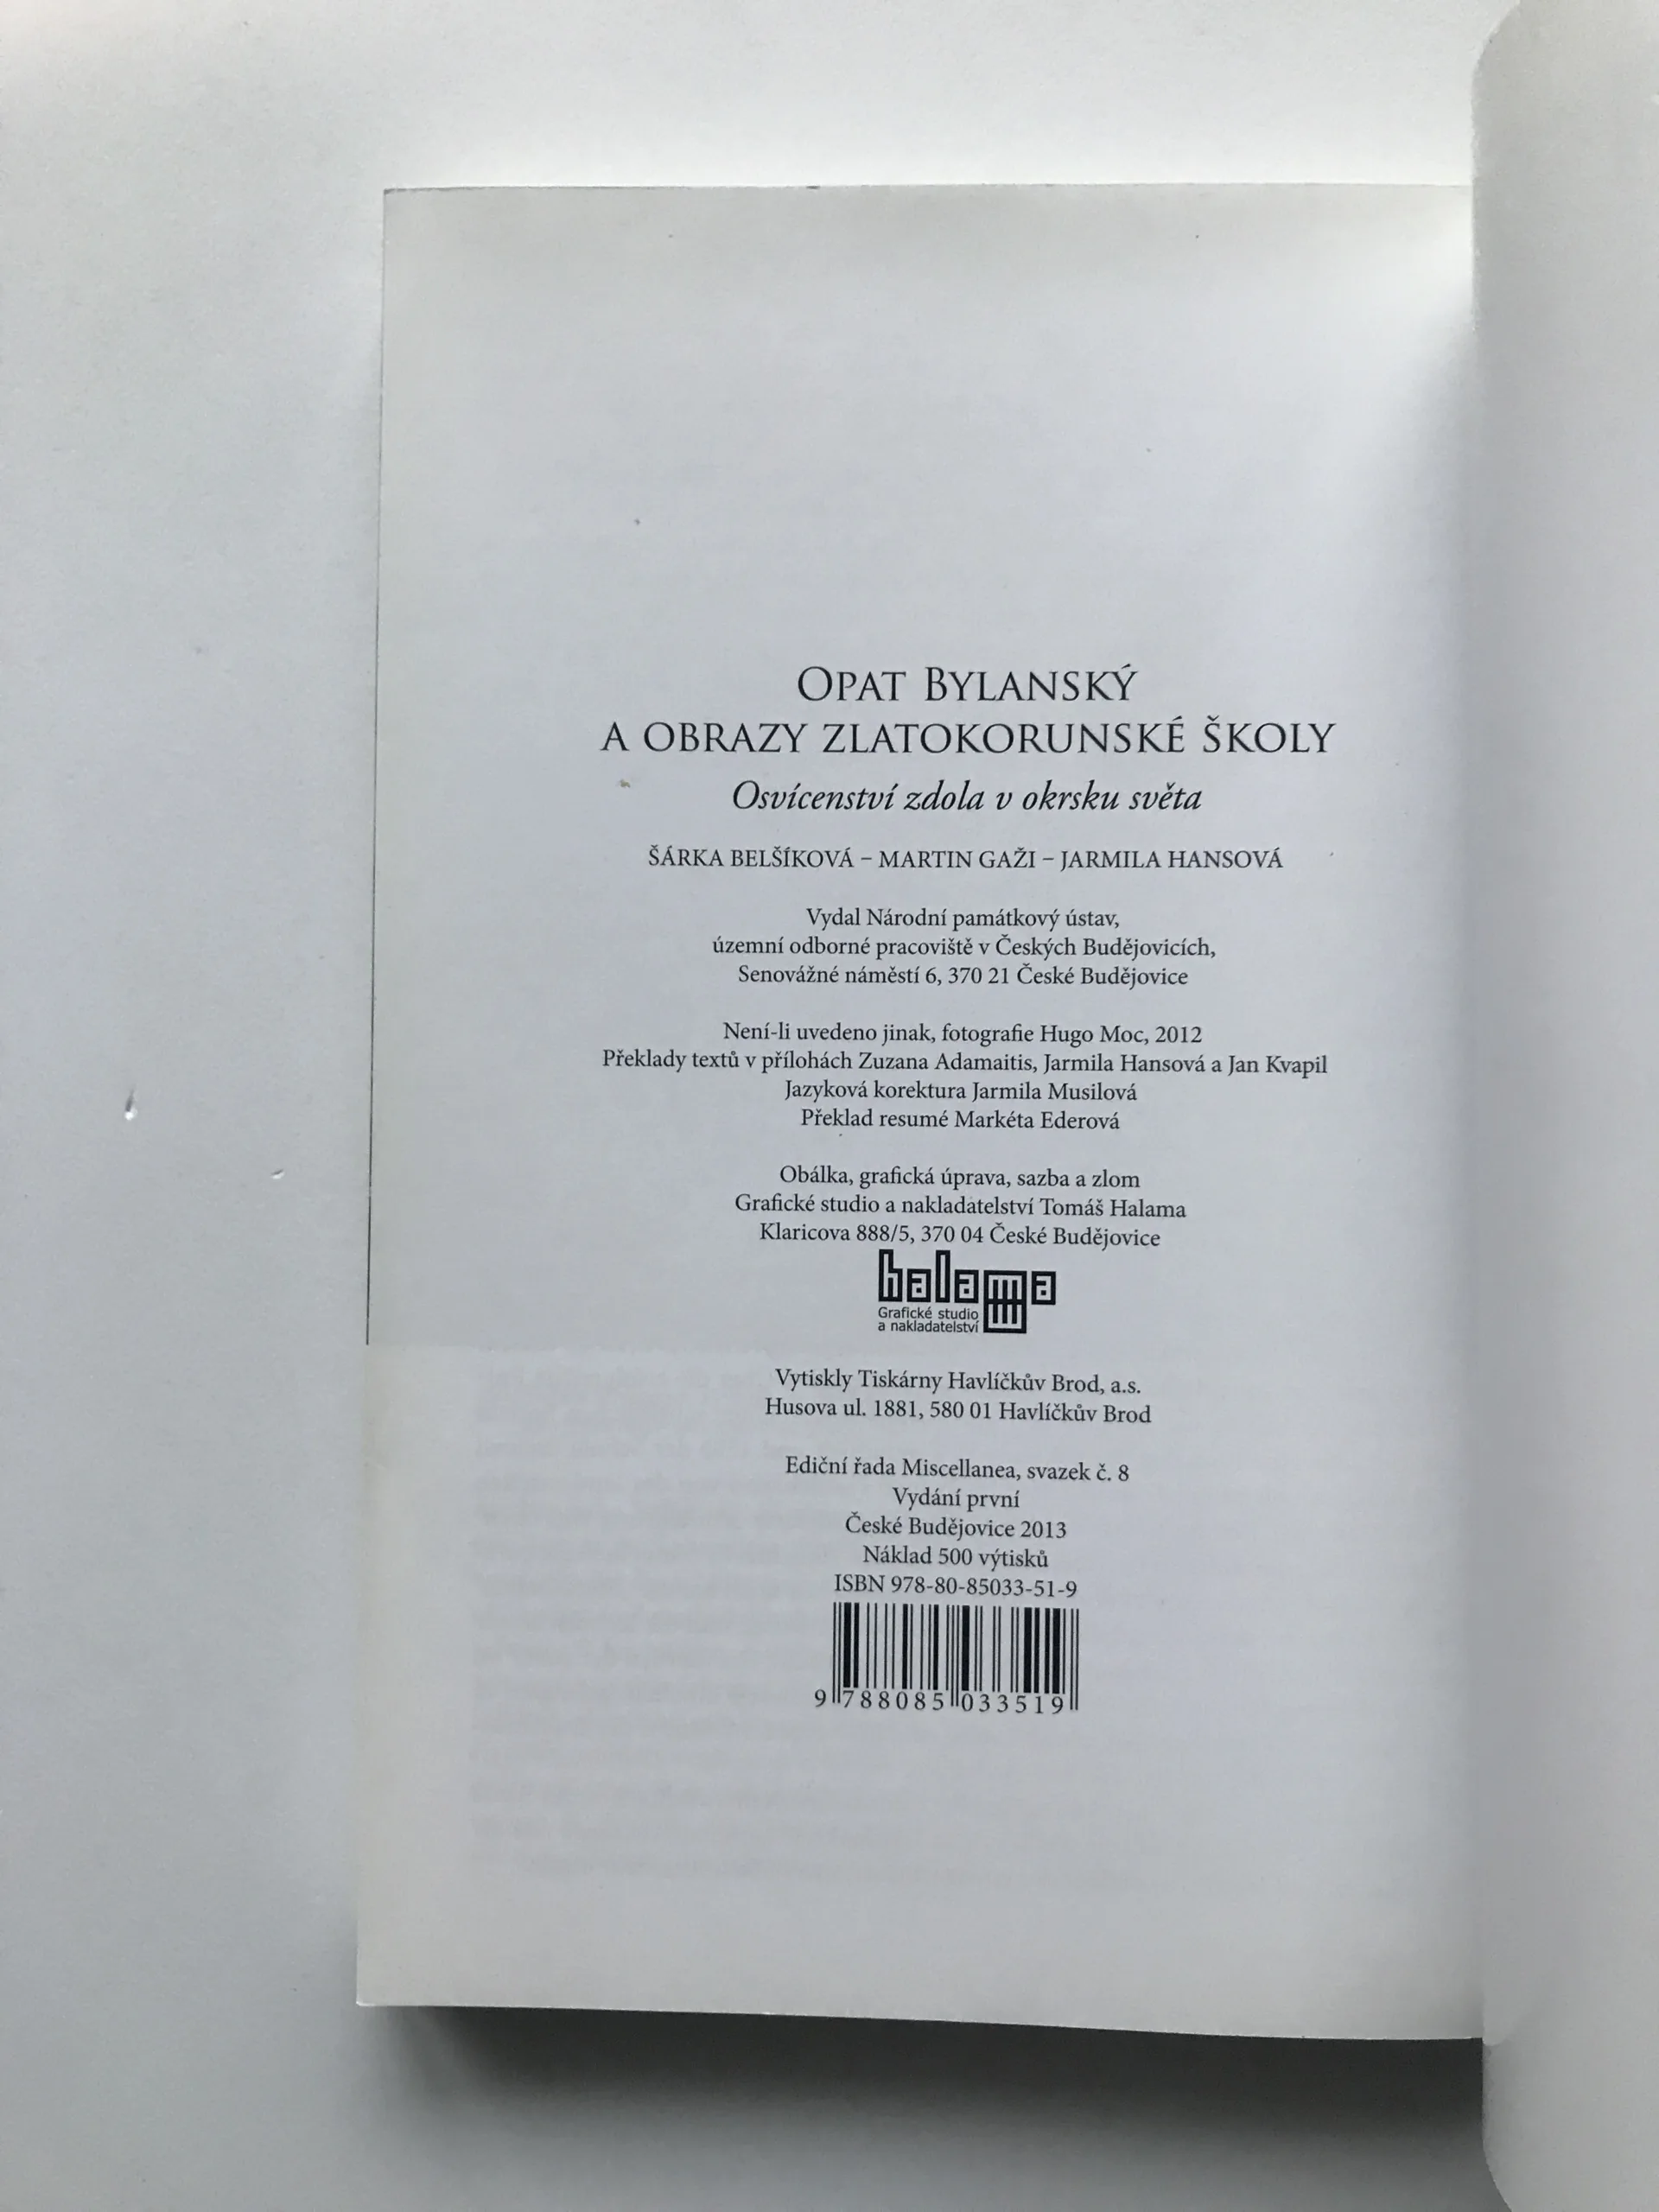 OPAT BYLANSKÝ
A OBRAZY ZLATOKORUNSKÉ ŠKOLY
Osvícenství zdola v okrsku světa
ŠÁRKA BELŠÍKOVÁ – MARTIN GAŽI – JARMILA HANSOVÁ
Vydal Národní památkový ústav,
územní odborné pracoviště v Českých Budějovicích,
Senovážné náměstí 6, 370 21 České Budějovice
Není-li uvedeno jinak, fotografie Hugo Moc, 2012
Překlady textů v přílohách Zuzana Adamaitis, Jarmila Hansová a Jan Kvapil
Jazyková korektura Jarmila Musilová
Překlad resumé Markéta Ederová
Obálka, grafická úprava, sazba a zlom
Grafické studio a nakladatelství Tomáš Halama
Klaricova 888/5, 370 04 České Budějovice
halama
Grafické studio
a nakladatelství
Vytiskly Tiskárny Havlíčkův Brod, a.s.
Husova ul. 1881, 580 01 Havlíčkův Brod
Ediční řada Miscellanea, svazek č. 8
Vydání první
České Budějovice 2013
Náklad 500 výtisků
ISBN 978-80-85033-51-9
9 788085 033519